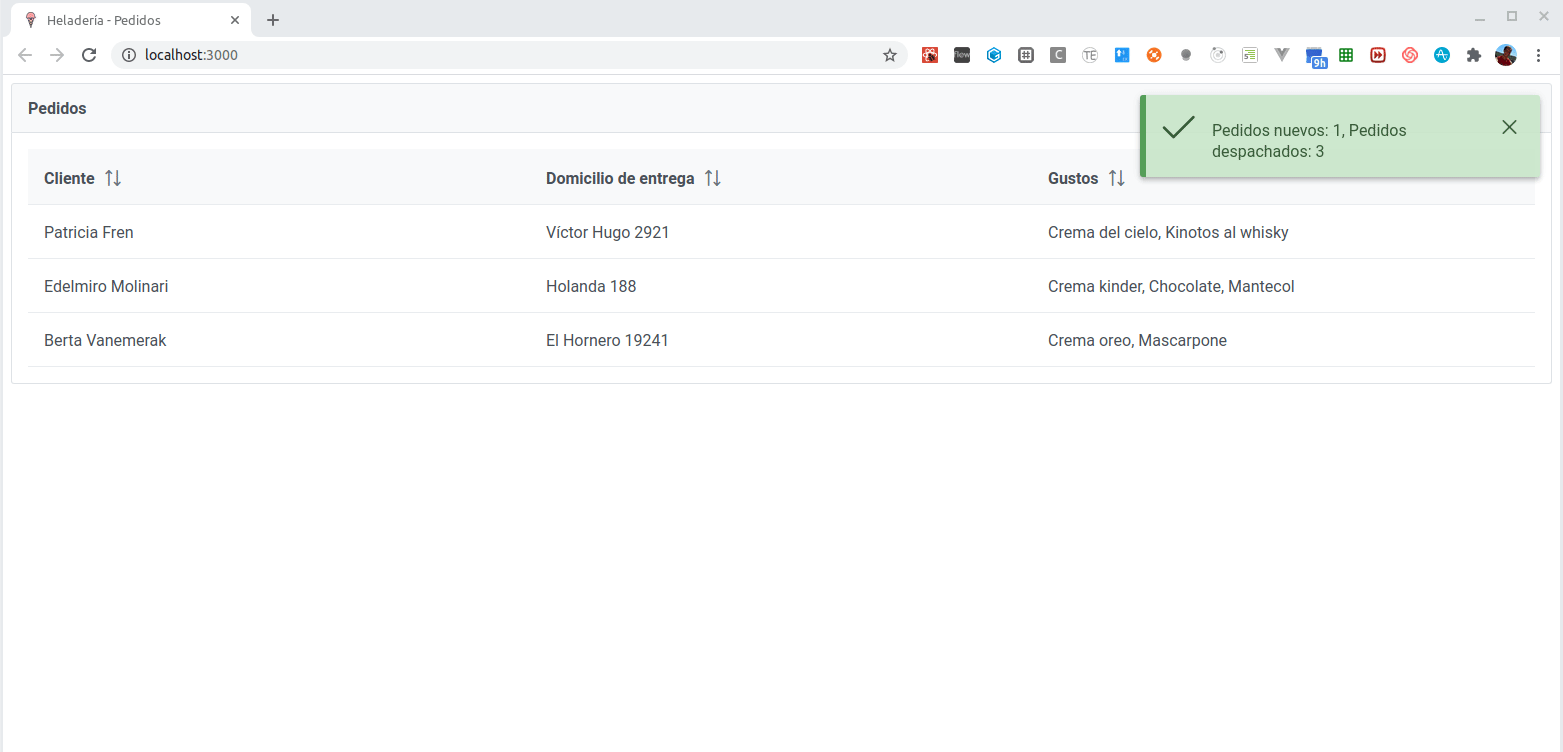 Heladería - Pedidos
localhost:3000
flow
C
TE
9h
Pedidos
Pedidos nuevos: 1, Pedidos
despachados: 3
Cliente Domicilio de entrega Gustos
Patricia Fren Víctor Hugo 2921 Crema del cielo, Kinotos al whisky
Edelmiro Molinari Holanda 188 Crema kinder, Chocolate, Mantecol
Berta Vanemerak El Hornero 19241 Crema oreo, Mascarpone